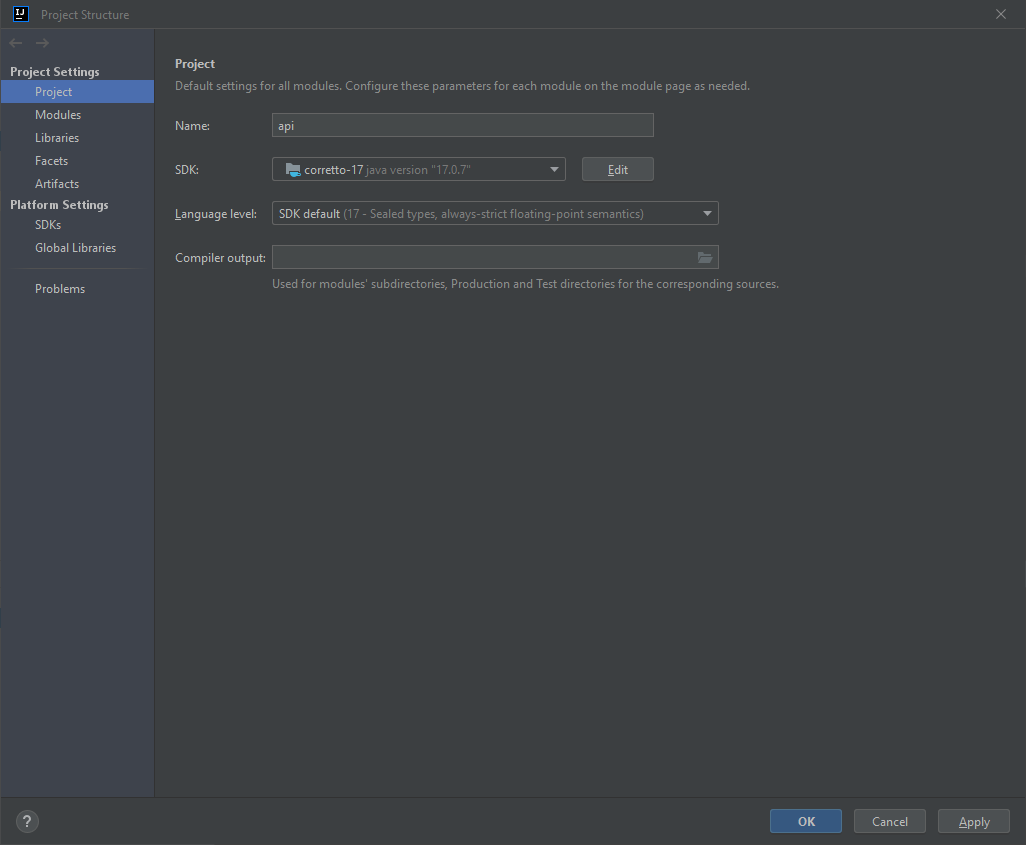 IJ Project Structure
Project Settings
Project
Modules
Libraries
Facets
Artifacts
Platform Settings
SDKs
Global Libraries
Problems
Project
Default settings for all modules. Configure these parameters for each module on the module page as needed.
Name: api
SDK: corretto-17 java version "17.0.7" Edit
Language level: SDK default (17 - Sealed types, always-strict floating-point semantics)
Compiler output:
Used for modules' subdirectories, Production and Test directories for the corresponding sources.
? OK Cancel Apply